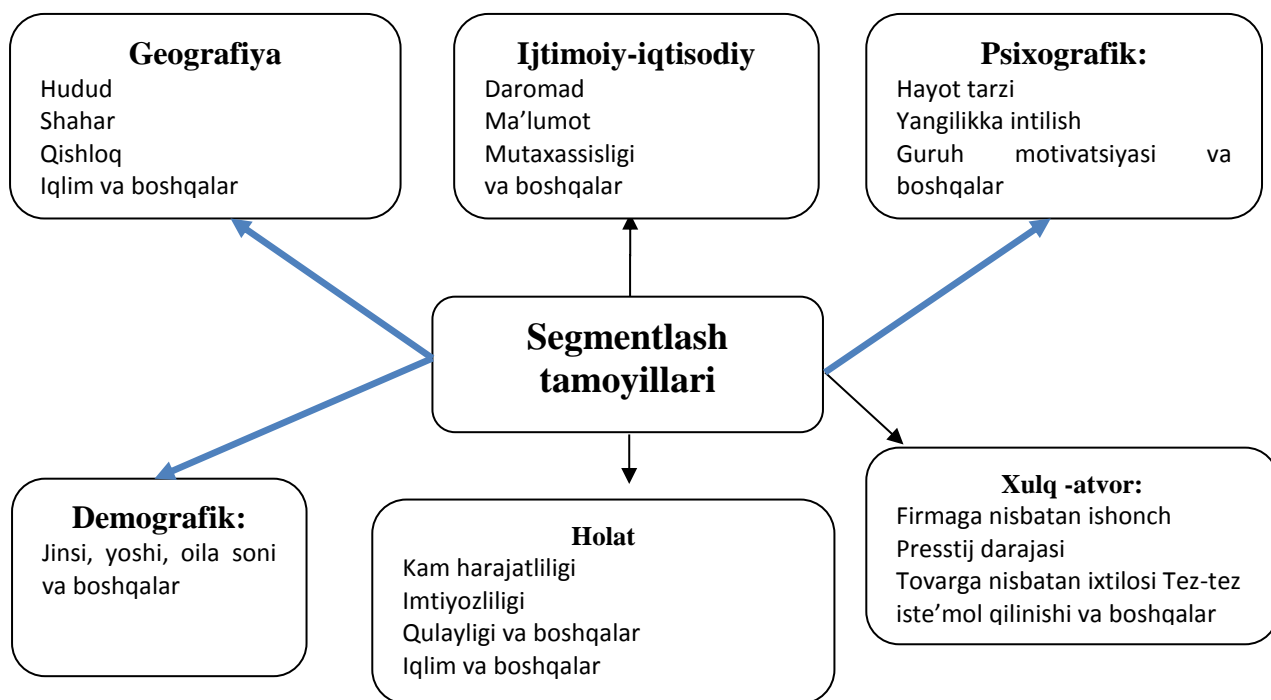 Geografiya
Hudud
Shahar
Qishloq
Iqlim va boshqalar
Ijtimoiy-iqtisodiy
Daromad
Ma’lumot
Mutaxassisligi
va boshqalar
Psixografik:
Hayot tarzi
Yangilikka intilish
Guruh motivatsiyasi va
boshqalar
Segmentlash
tamoyillari
Demografik:
Jinsi, yoshi, oila soni
va boshqalar
Holat
Kam harajatliligi
Imtiyozliligi
Qulayligi va boshqalar
Iqlim va boshqalar
Xulq -atvor:
Firmaga nisbatan ishonch
Presstij darajasi
Tovarga nisbatan ixtilosi Tez-tez
iste’mol qilinishi va boshqalar